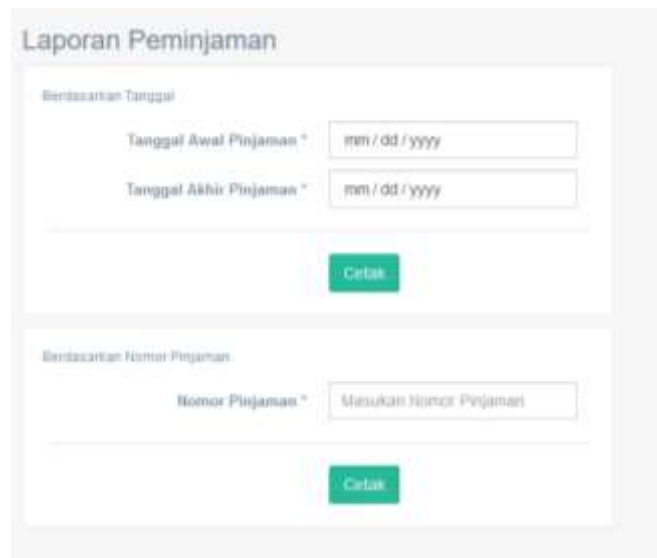 Laporan Peminjaman
Berdasarkan Tanggal
Tanggal Awal Pinjaman *
mm / dd / yyyy
Tanggal Akhir Pinjaman *
mm / dd / yyyy
Cetak
Berdasarkan Nomor Pinjaman
Nomor Pinjaman *
Masukan Nomor Pinjaman
Cetak